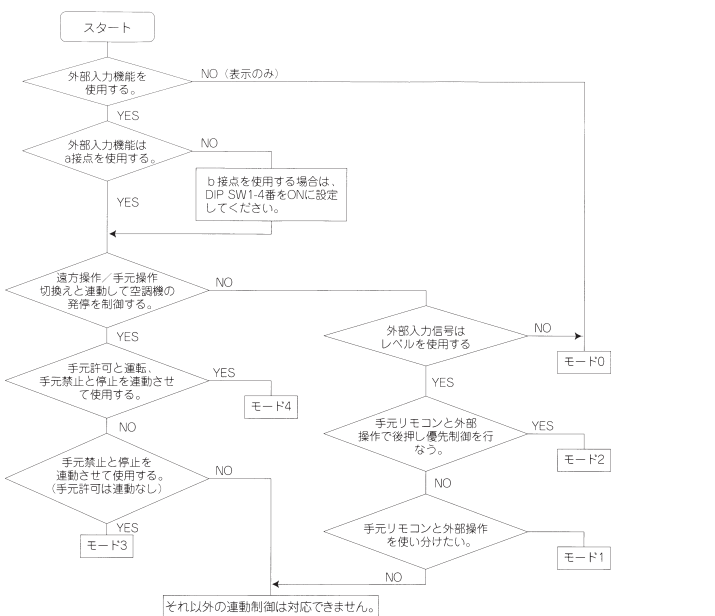 スタート
外部入力機能を
使用する。
NO（表示のみ）
YES
外部入力機能は
a接点を使用する。
NO
b 接点を使用する場合は、
DIP SW1-4番をONに設定
してください。
YES
遠方操作／手元操作
切換えと連動して空調機の
発停を制御する。
NO
YES
外部入力信号は
レベルを使用する
NO
モード0
手元許可と運転、
手元禁止と停止を連動させ
て使用する。
YES
モード4
YES
手元リモコンと外部
操作で後押し優先制御を行
なう。
YES
モード2
NO
手元禁止と停止を
連動させて使用する。
（手元許可は連動なし）
NO
YES
モード3
NO
手元リモコンと外部操作
を使い分けたい。
モード1
NO
それ以外の連動制御は対応できません。